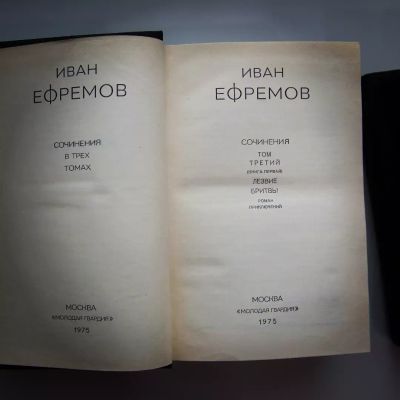 ИВАН
ЕФРЕМОВ
СОЧИНЕНИЯ
В ТРЕХ
ТОМАХ
МОСКВА
«МОЛОДАЯ ГВАРДИЯ»
1975
ИВАН
ЕФРЕМОВ
СОЧИНЕНИЯ
ТОМ
ТРЕТИЙ
КНИГА ПЕРВАЯ
ЛЕЗВИЕ
БРИТВЫ
РОМАН
ПРИКЛЮЧЕНИЙ
МОСКВА
«МОЛОДАЯ ГВАРДИЯ»
1975